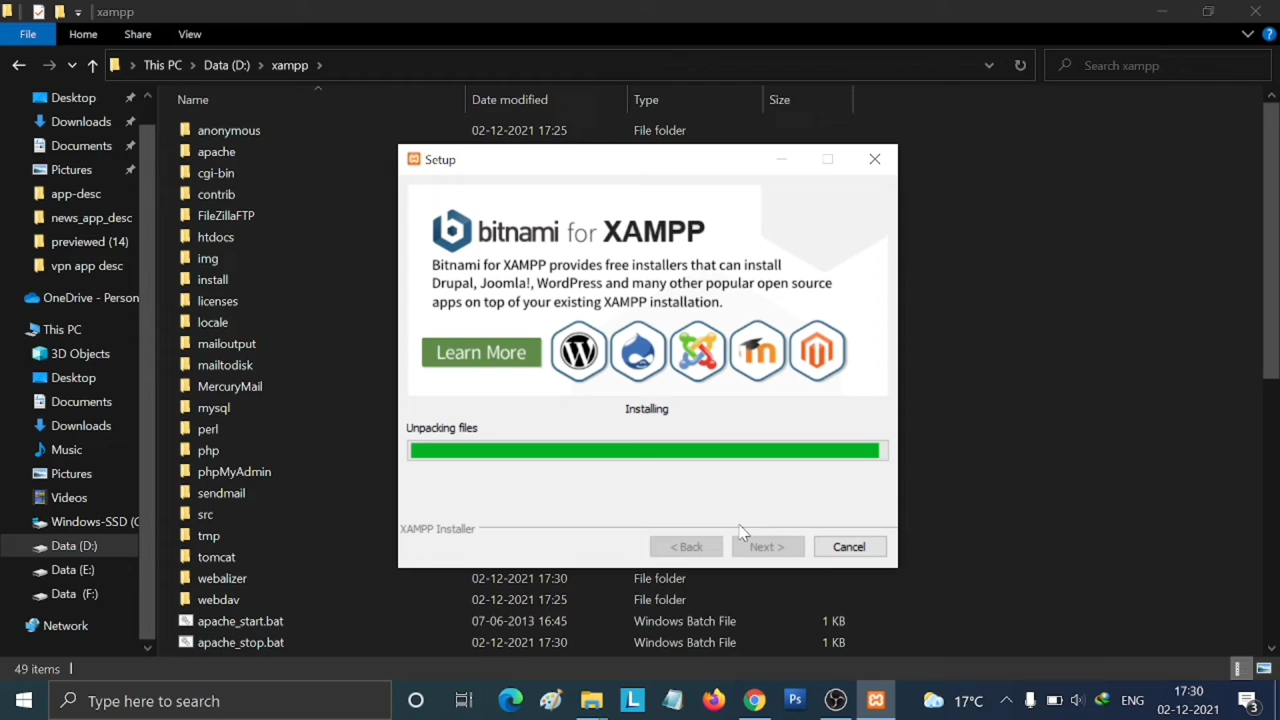 xampp
File Home Share View
This PC Data (D:) xampp Search xampp
Name Date modified Type Size
Desktop
Downloads
Documents
Pictures
app-desc
news_app_desc
previewed (14)
vpn app desc
OneDrive - Person
This PC
3D Objects
Desktop
Documents
Downloads
Music
Pictures
Videos
Windows-SSD (C
Data (D:)
Data (E:)
Data (F:)
Network
anonymous 02-12-2021 17:25 File folder
apache
cgi-bin
contrib
FileZillaFTP
htdocs
img
install
licenses
locale
mailoutput
mailtodisk
MercuryMail
mysql
perl
php
phpMyAdmin
sendmail
src
tmp
tomcat
webalizer 02-12-2021 17:30 File folder
webdav 02-12-2021 17:25 File folder
apache_start.bat 07-06-2013 16:45 Windows Batch File 1 KB
apache_stop.bat 02-12-2021 17:30 Windows Batch File 1 KB
Setup
bitnami for XAMPP
Bitnami for XAMPP provides free installers that can install
Drupal, Joomla!, WordPress and many other popular open source
apps on top of your existing XAMPP installation.
Learn More
Installing
Unpacking files
XAMPP Installer
< Back Next > Cancel
49 items
Type here to search
Ps
17°C
ENG
17:30
02-12-2021
3